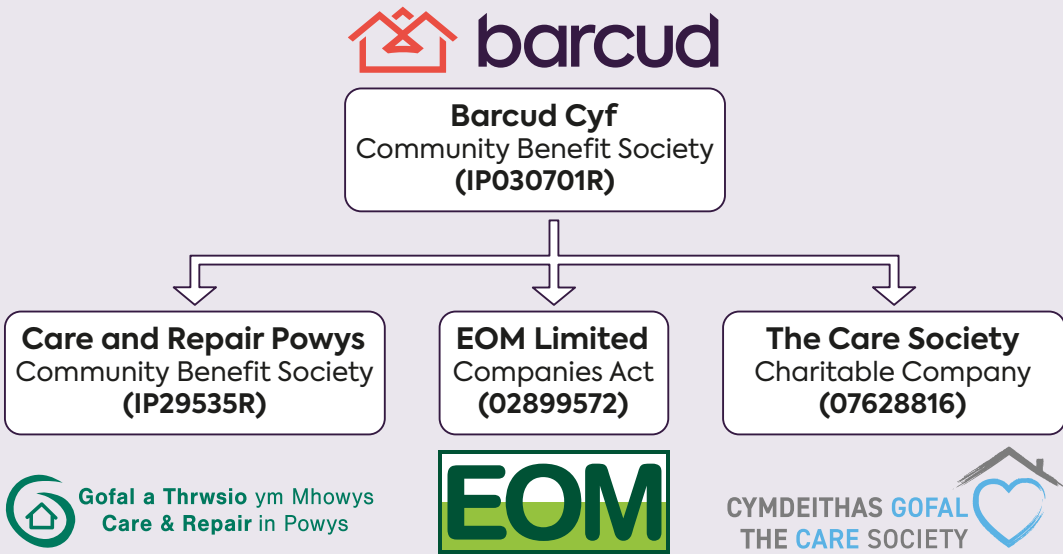 barcud
Barcud Cyf
Community Benefit Society
(IP030701R)
Care and Repair Powys
Community Benefit Society
(IP29535R)
EOM Limited
Companies Act
(02899572)
The Care Society
Charitable Company
(07628816)
Gofal a Thrwsio ym Mhowys
Care & Repair in Powys
EOM
CYMDEITHAS GOFAL
THE CARE SOCIETY